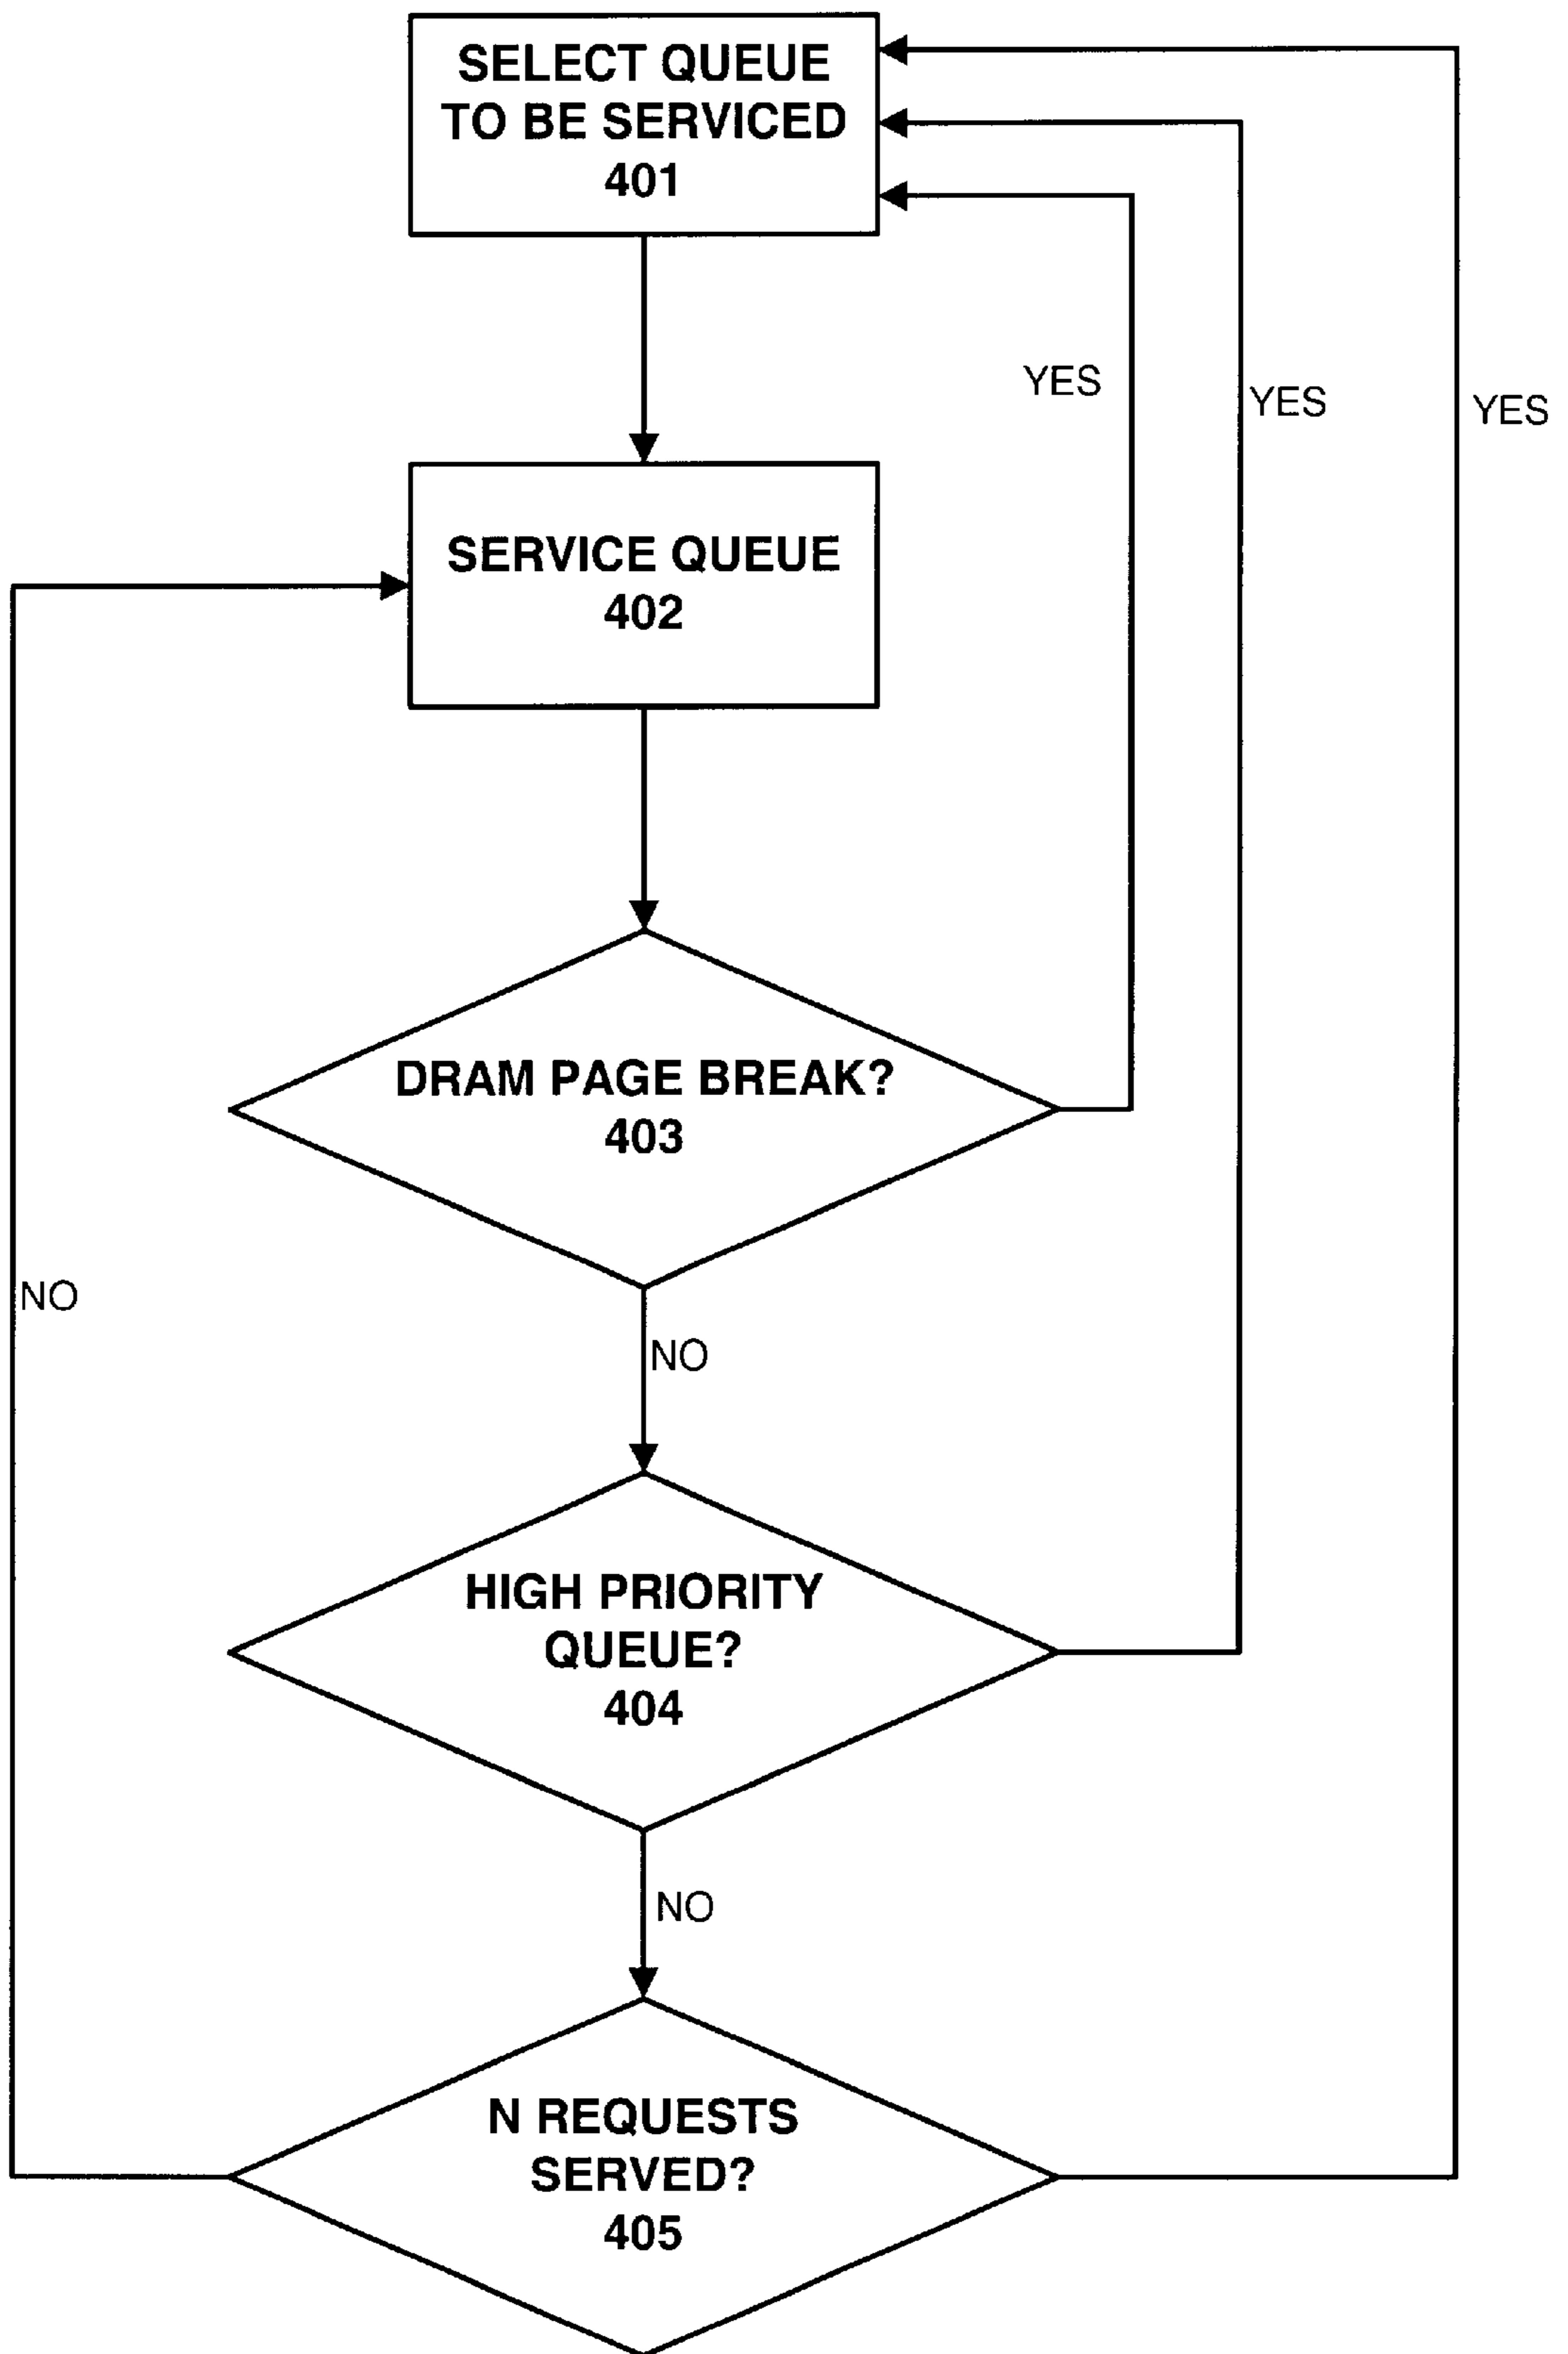 SELECT QUEUE
TO BE SERVICED
401
YES
YES
YES
SERVICE QUEUE
402
DRAM PAGE BREAK?
403
NO
NO
HIGH PRIORITY
QUEUE?
404
NO
N REQUESTS
SERVED?
405